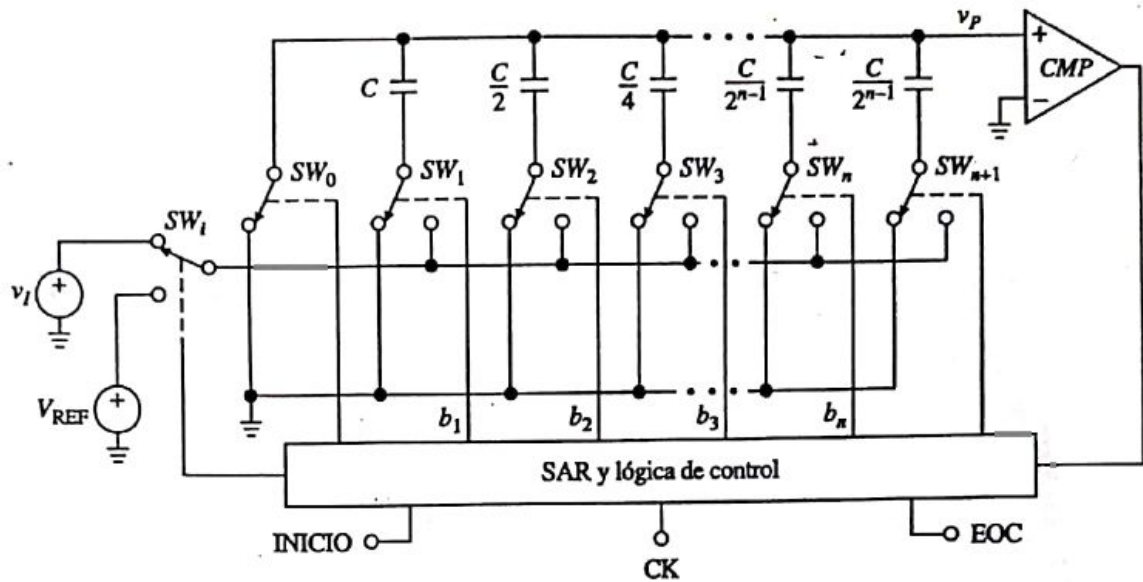 v_P
+
CMP
−
C
C/2
C/4
C/2^{n-1}
C/2^{n-1}
SW_0
SW_1
SW_2
SW_3
SW_n
SW_{n+1}
SW_i
v_I
+
V_REF
+
b_1
b_2
b_3
b_n
SAR y lógica de control
INICIO
CK
EOC